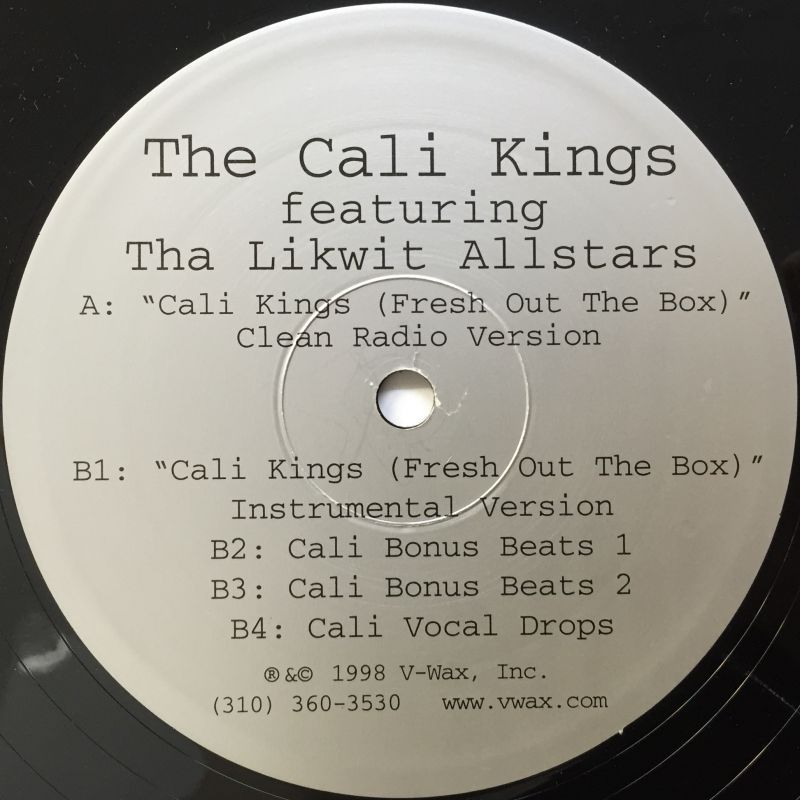 The Cali Kings
featuring
Tha Likwit Allstars
A: “Cali Kings (Fresh Out The Box)”
Clean Radio Version
B1: “Cali Kings (Fresh Out The Box)”
Instrumental Version
B2: Cali Bonus Beats 1
B3: Cali Bonus Beats 2
B4: Cali Vocal Drops
®&© 1998 V-Wax, Inc.
(310) 360-3530 www.vwax.com